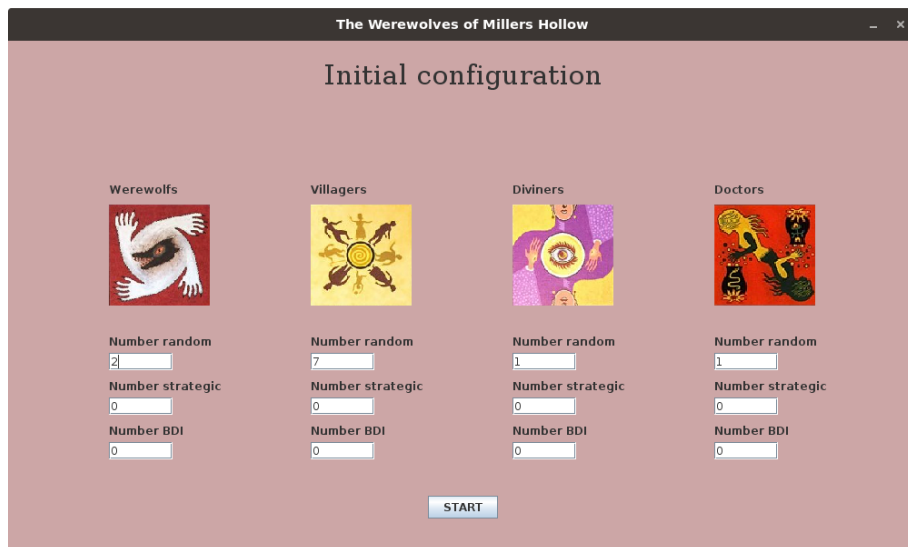 The Werewolves of Millers Hollow
Initial configuration
Werewolfs Villagers Diviners Doctors
Number random Number random Number random Number random
2 7 1 1
Number strategic Number strategic Number strategic Number strategic
0 0 0 0
Number BDI Number BDI Number BDI Number BDI
0 0 0 0
START